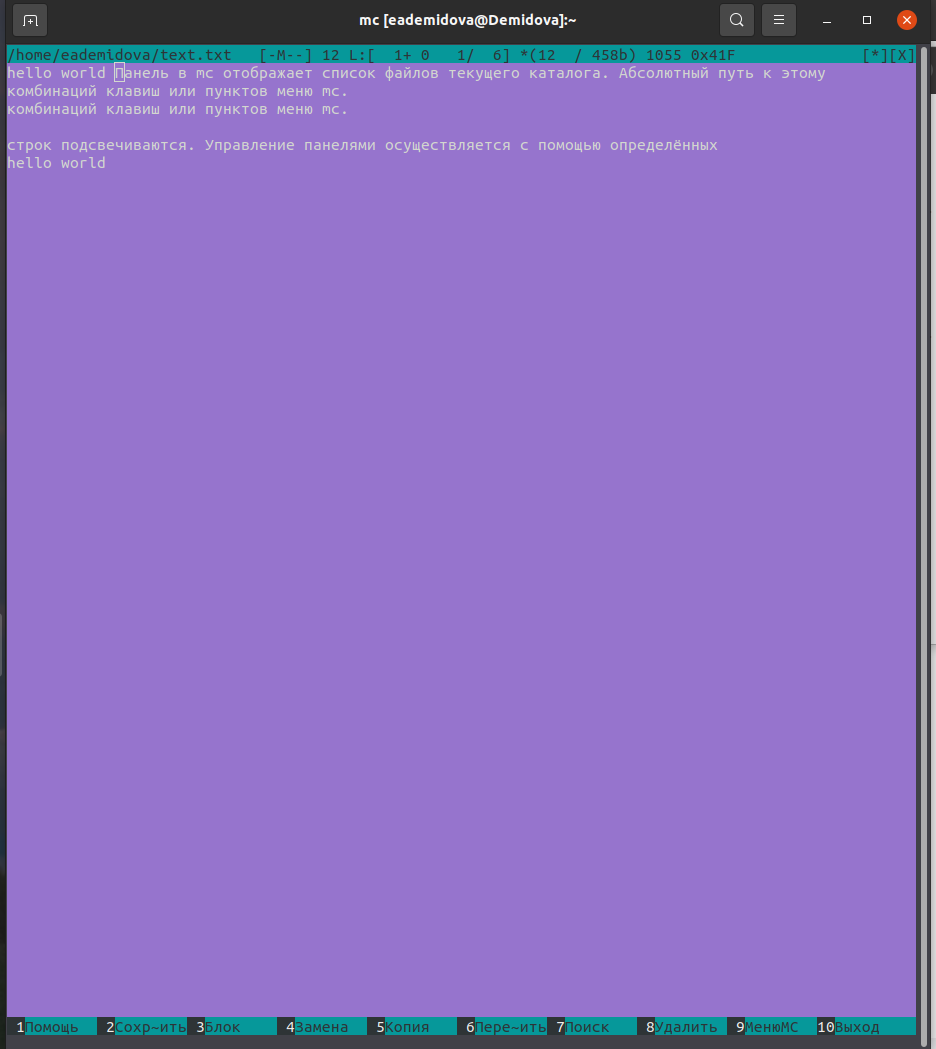 mc [eademidova@Demidova]:~
/home/eademidova/text.txt   [-M--] 12 L:[  1+ 0   1/  6] *(12  / 458b) 1055 0x41F [*][X]
hello world Панель в mc отображает список файлов текущего каталога. Абсолютный путь к этому
комбинаций клавиш или пунктов меню mc.
комбинаций клавиш или пунктов меню mc.
строк подсвечиваются. Управление панелями осуществляется с помощью определённых
hello world
1Помощь 2Сохр~ить 3Блок 4Замена 5Копия 6Пере~ить 7Поиск 8Удалить 9МенюMC 10Выход